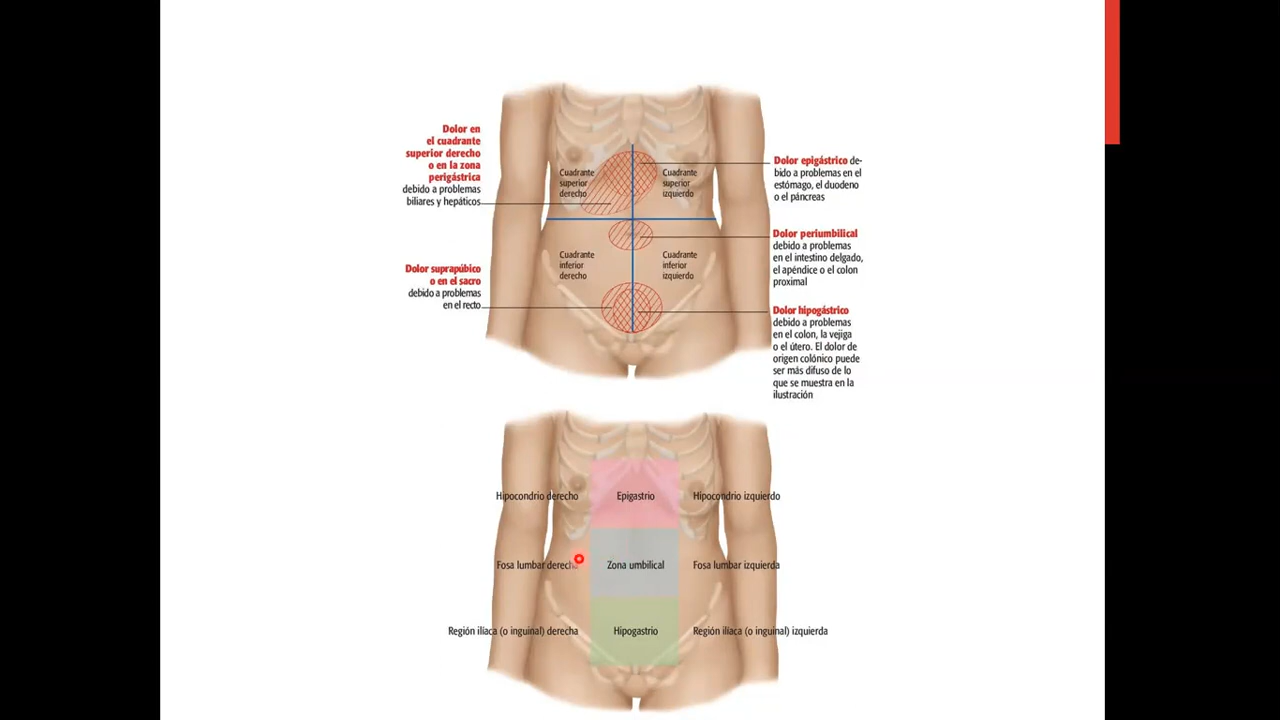 Dolor en
el cuadrante
superior derecho
o en la zona
perigástrica
debido a problemas
biliares y hepáticos
Dolor suprapúbico
o en el sacro
debido a problemas
en el recto
Cuadrante
superior
derecho
Cuadrante
superior
izquierdo
Cuadrante
inferior
derecho
Cuadrante
inferior
izquierdo
Dolor epigástrico de-
bido a problemas en el
estómago, el duodeno
o el páncreas
Dolor periumbilical
debido a problemas
en el intestino delgado,
el apéndice o el colon
proximal
Dolor hipogástrico
debido a problemas
en el colon, la vejiga
o el útero. El dolor de
origen colónico puede
ser más difuso de lo
que se muestra en la
ilustración
Hipocondrio derecho
Epigastrio
Hipocondrio izquierdo
Fosa lumbar derecha
Zona umbilical
Fosa lumbar izquierda
Región ilíaca (o inguinal) derecha
Hipogastrio
Región ilíaca (o inguinal) izquierda